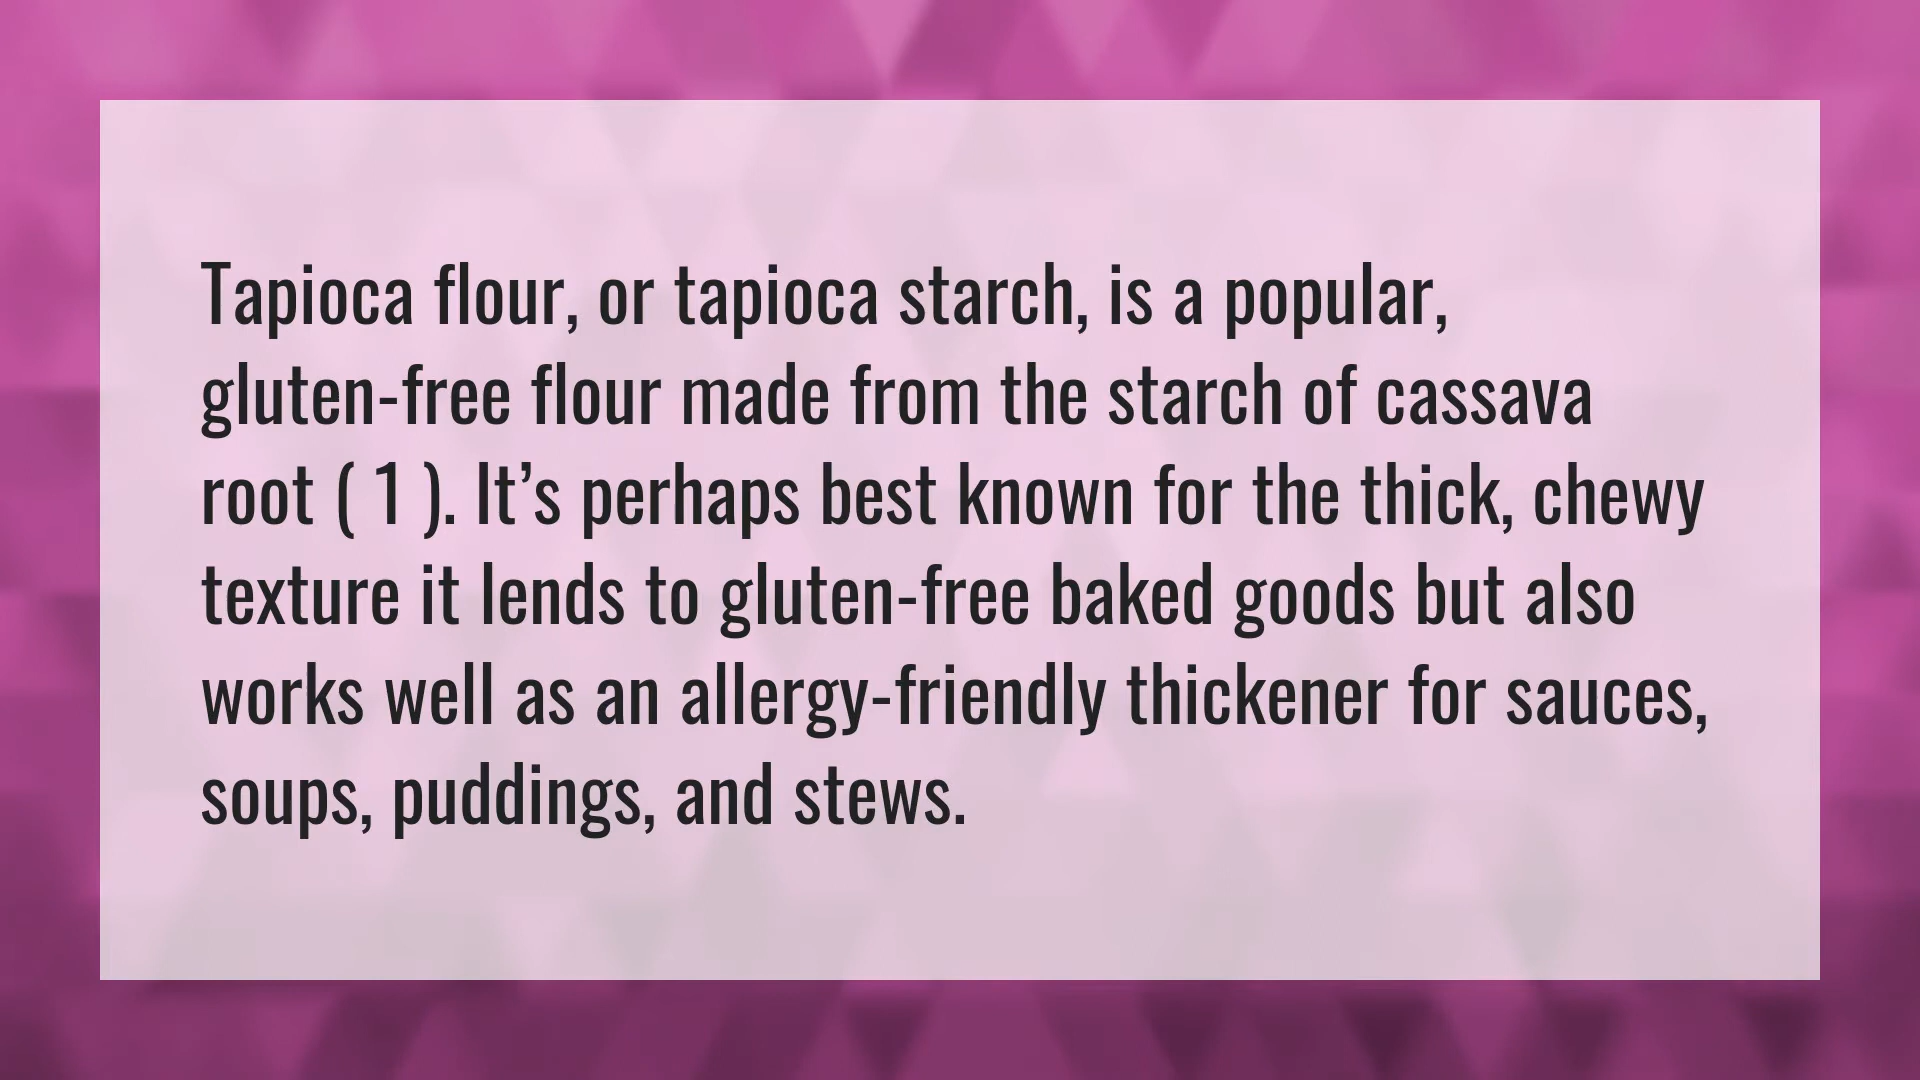 Tapioca flour, or tapioca starch, is a popular,
gluten-free flour made from the starch of cassava
root ( 1 ). It’s perhaps best known for the thick, chewy
texture it lends to gluten-free baked goods but also
works well as an allergy-friendly thickener for sauces,
soups, puddings, and stews.